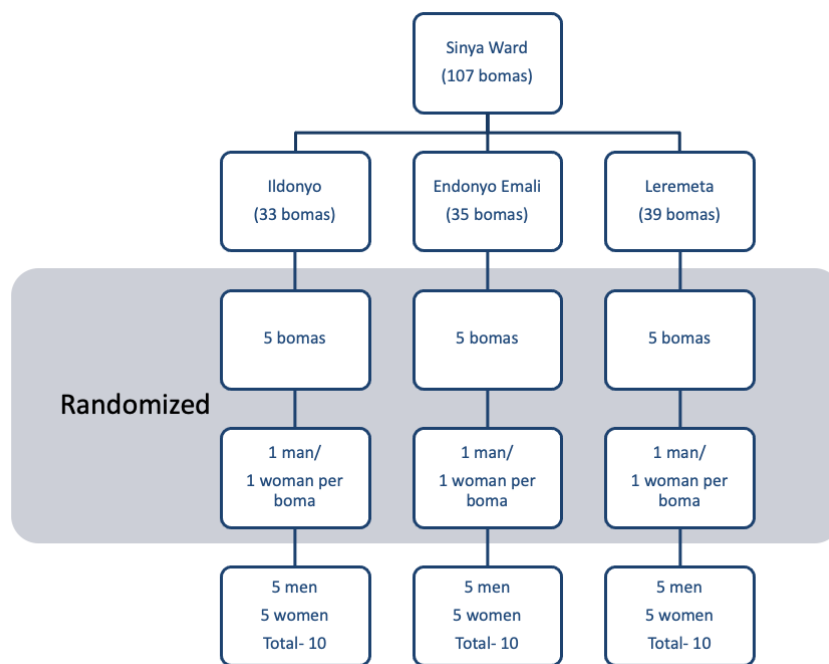 Sinya Ward
(107 bomas)
Ildonyo
(33 bomas)
Endonyo Emali
(35 bomas)
Leremeta
(39 bomas)
Randomized
5 bomas
5 bomas
5 bomas
1 man/
1 woman per
boma
1 man/
1 woman per
boma
1 man/
1 woman per
boma
5 men
5 women
Total- 10
5 men
5 women
Total- 10
5 men
5 women
Total- 10